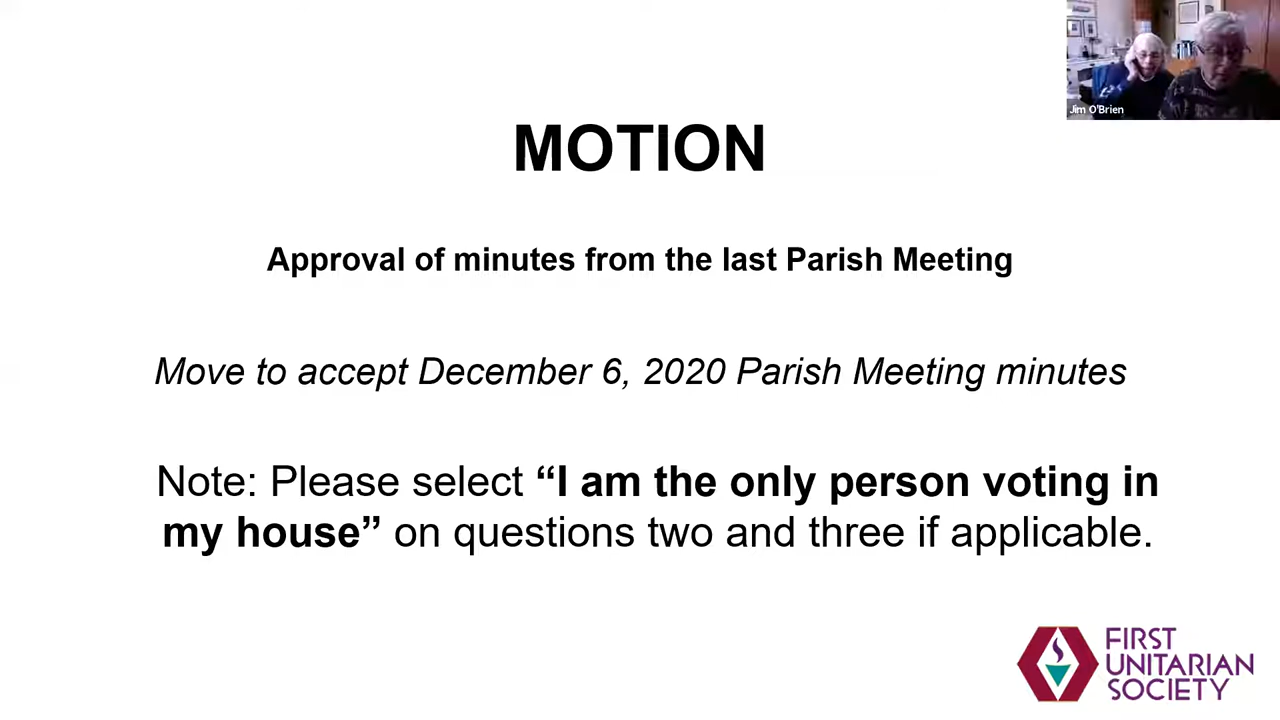 Jim O'Brien
MOTION
Approval of minutes from the last Parish Meeting
Move to accept December 6, 2020 Parish Meeting minutes
Note: Please select “I am the only person voting in
my house” on questions two and three if applicable.
FIRST
UNITARIAN
SOCIETY